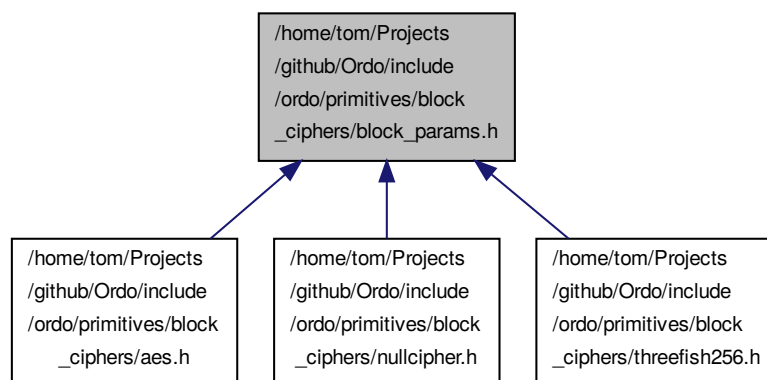 /home/tom/Projects
/github/Ordo/include
/ordo/primitives/block
_ciphers/block_params.h
/home/tom/Projects
/github/Ordo/include
/ordo/primitives/block
_ciphers/aes.h
/home/tom/Projects
/github/Ordo/include
/ordo/primitives/block
_ciphers/nullcipher.h
/home/tom/Projects
/github/Ordo/include
/ordo/primitives/block
_ciphers/threefish256.h